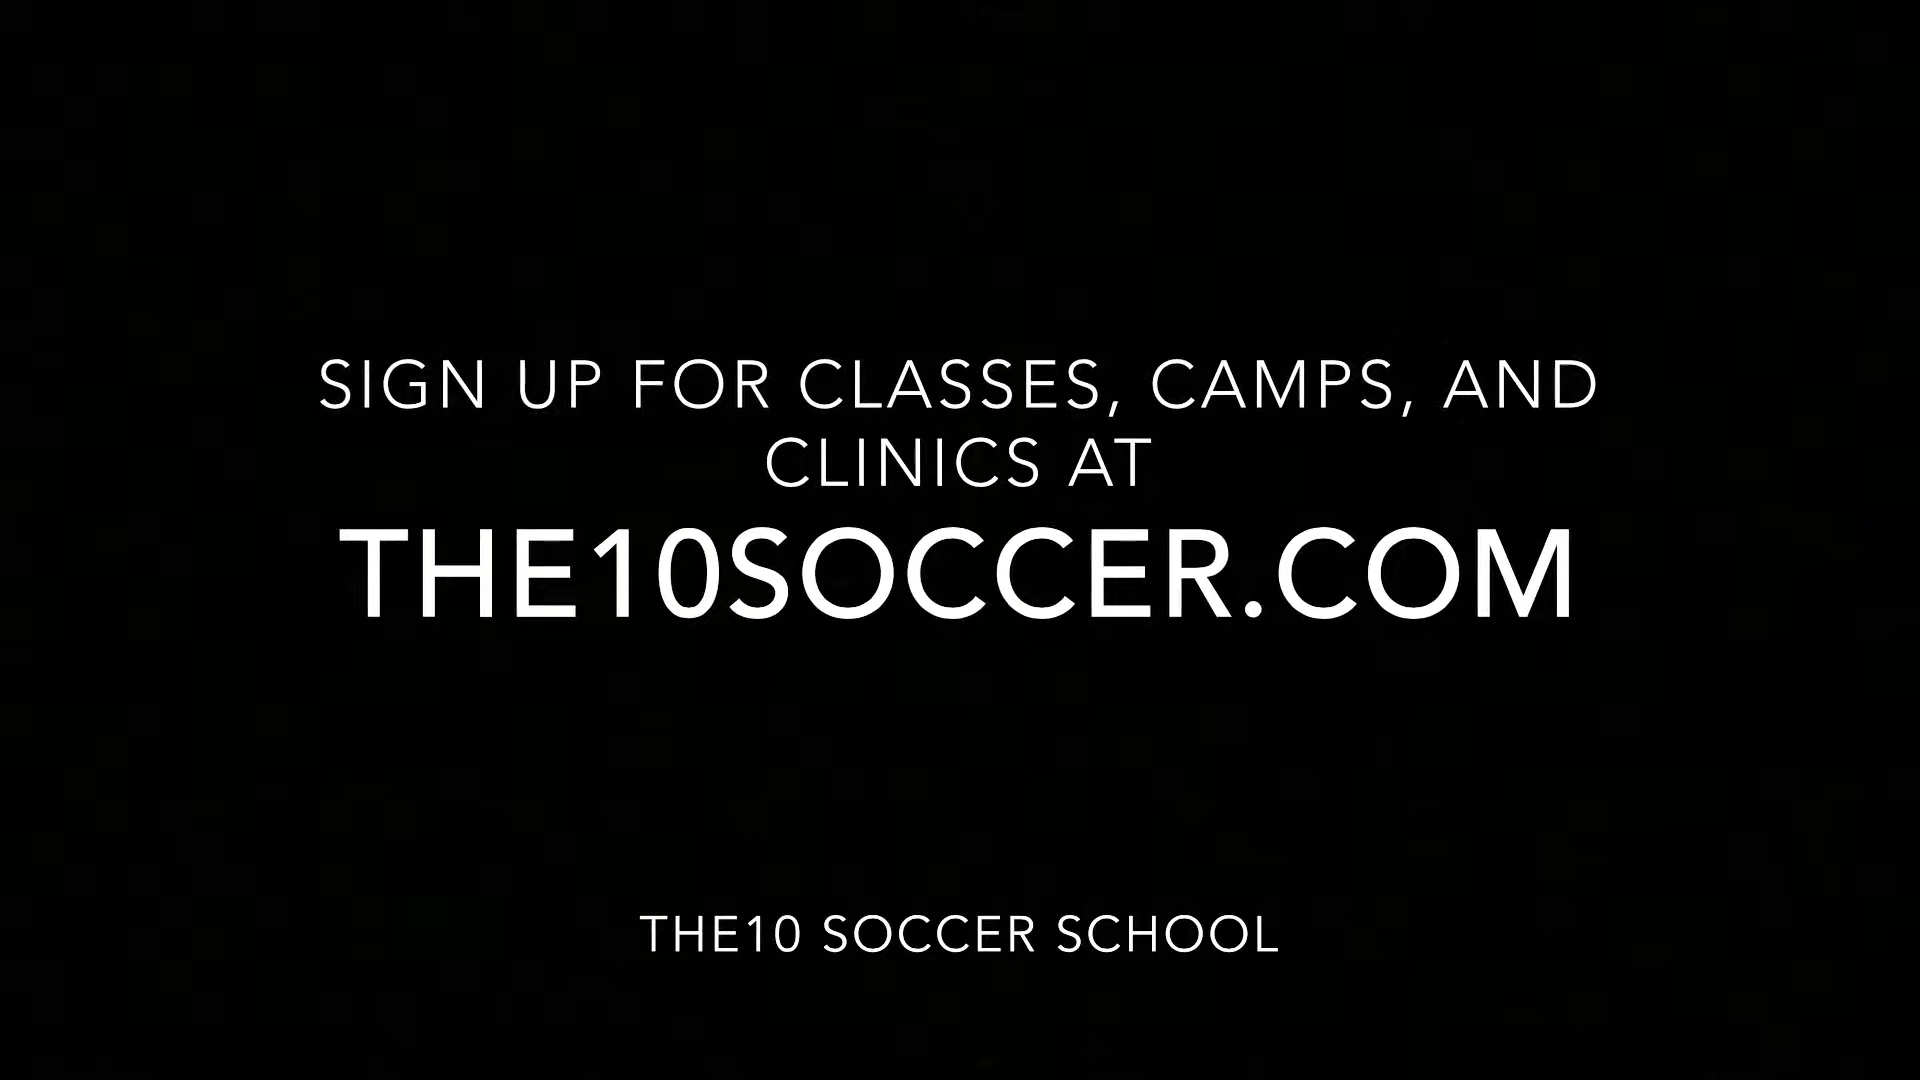 SIGN UP FOR CLASSES, CAMPS, AND
CLINICS AT
THE10SOCCER.COM
THE10 SOCCER SCHOOL